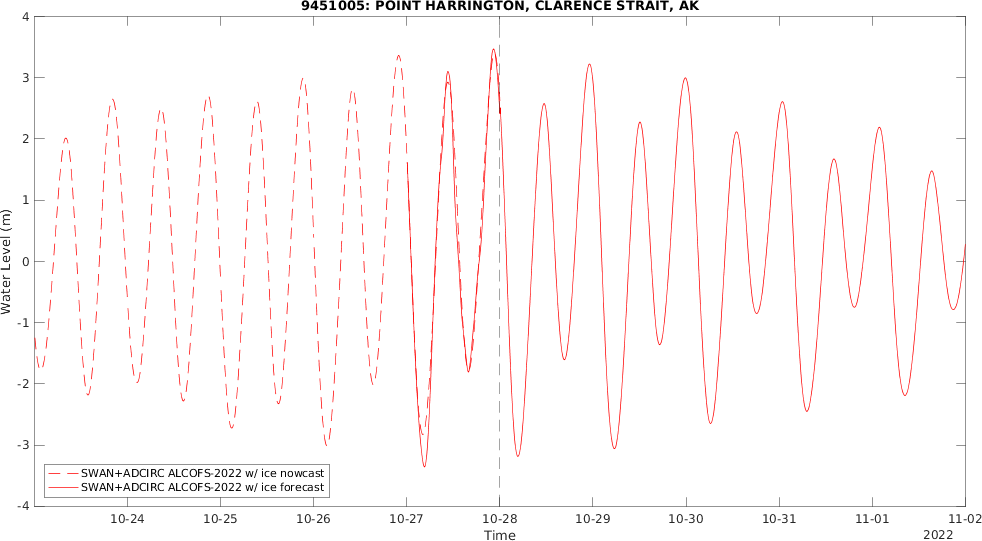 9451005: POINT HARRINGTON, CLARENCE STRAIT, AK
4
3
2
1
0
-1
-2
-3
-4
Water Level (m)
SWAN+ADCIRC ALCOFS-2022 w/ ice nowcast
SWAN+ADCIRC ALCOFS-2022 w/ ice forecast
10-24 10-25 10-26 10-27 10-28 10-29 10-30 10-31 11-01 11-02
Time
2022